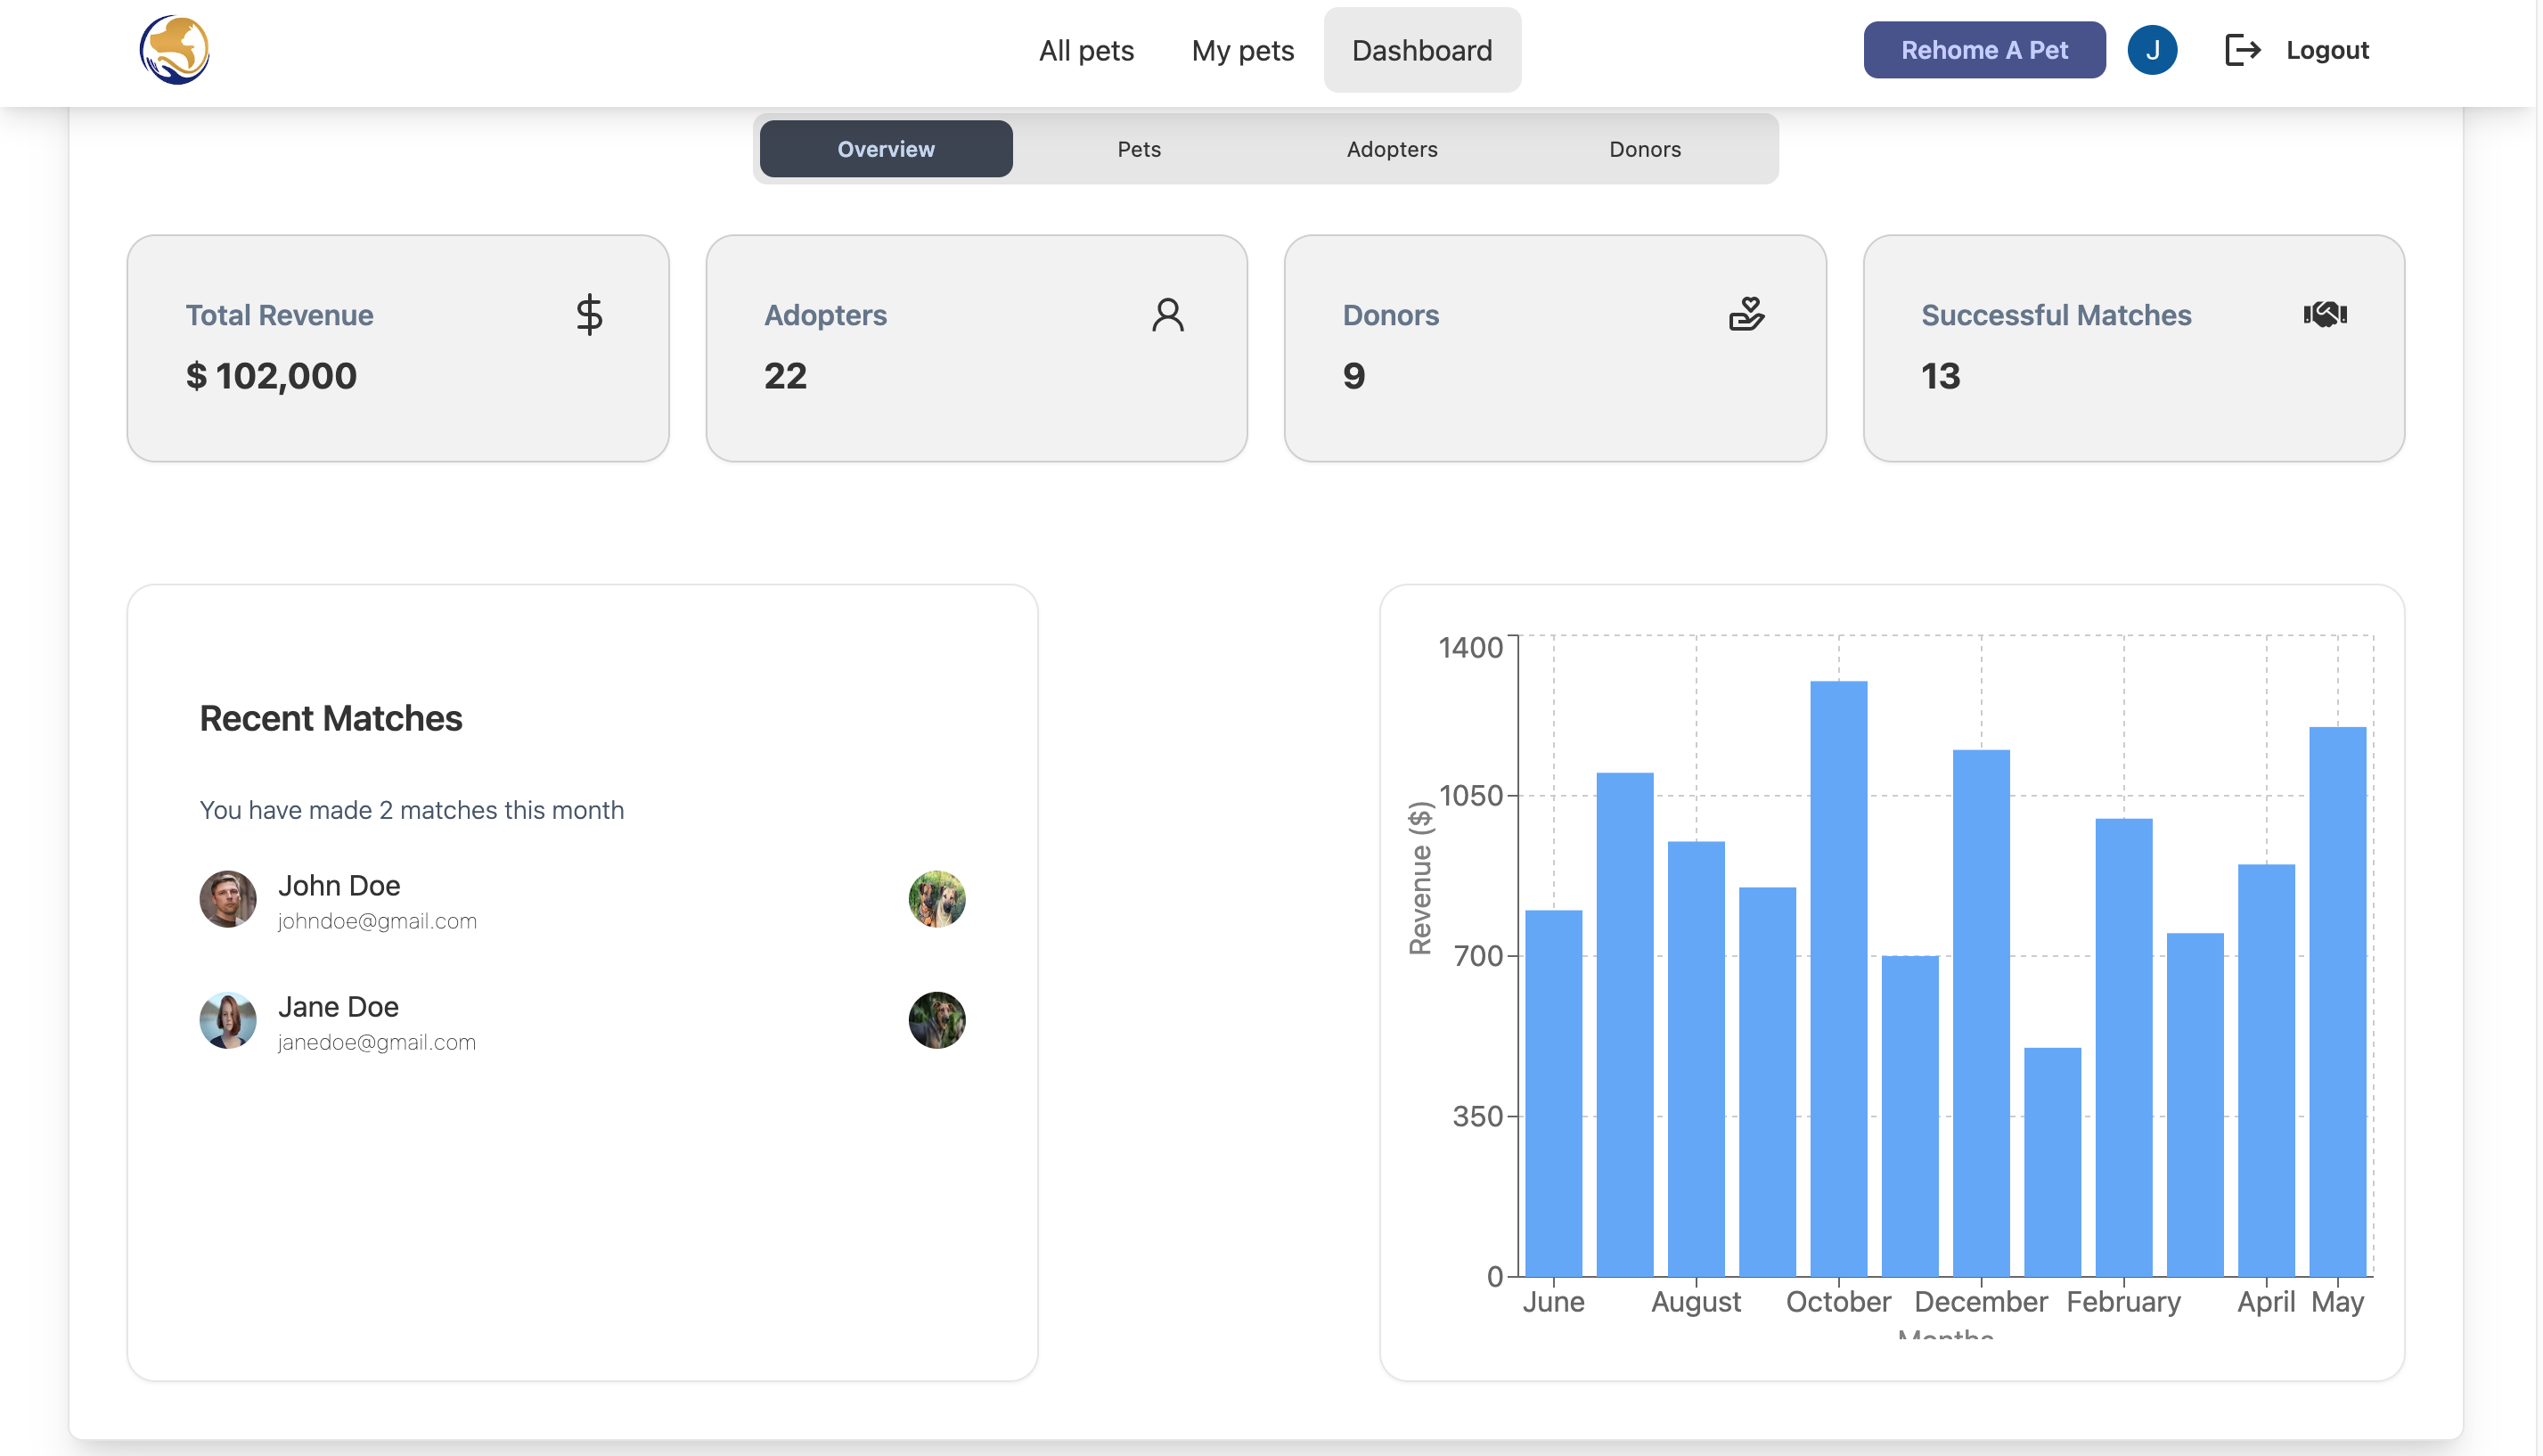 All pets My pets Dashboard Rehome A Pet J Logout
Overview Pets Adopters Donors
Total Revenue
$ 102,000
Adopters
22
Donors
9
Successful Matches
13
Recent Matches
You have made 2 matches this month
John Doe
johndoe@gmail.com
Jane Doe
janedoe@gmail.com
Revenue ($)
1400
1050
700
350
0
June August October December February April May
Months